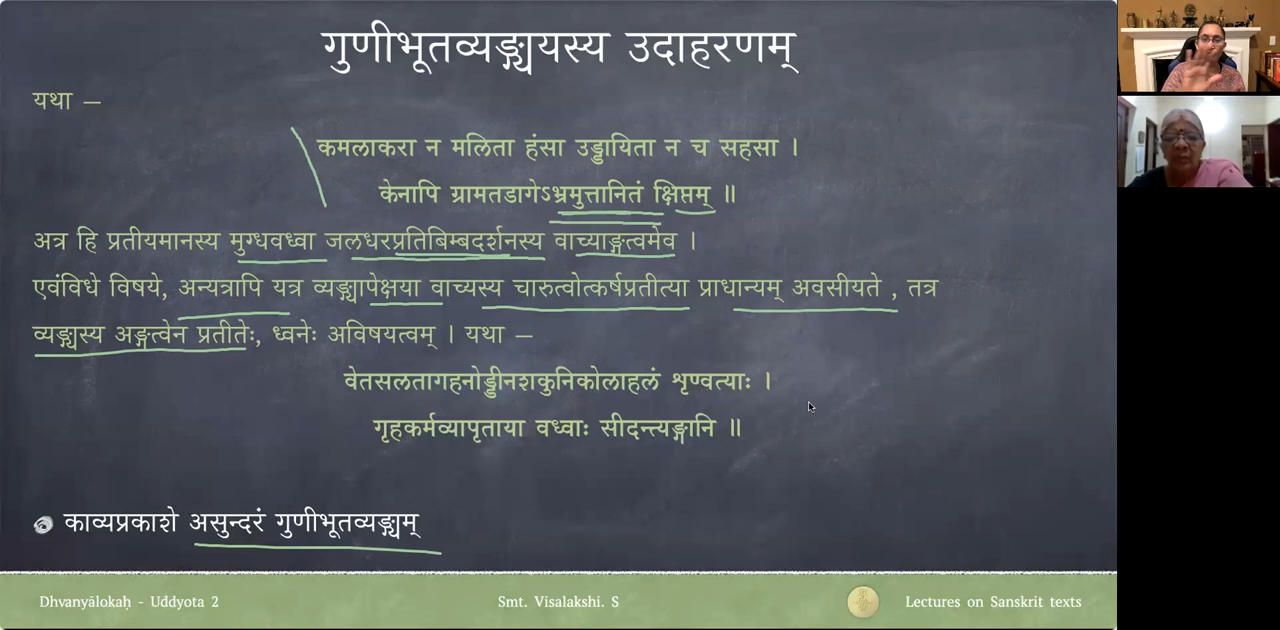 गुणीभूतव्यङ्ग्यस्य उदाहरणम्
यथा –
कमलाकरा न मलिता हंसा उड्डायिता न च सहसा ।
केनापि ग्रामतडागेऽभ्रमुत्तानितं क्षिप्तम् ॥
अत्र हि प्रतीयमानस्य मुग्धवध्वा जलधरप्रतिबिम्बदर्शनस्य वाच्याङ्गत्वमेव ।
एवंविधे विषये, अन्यत्रापि यत्र व्यङ्ग्यापेक्षया वाच्यस्य चारुत्वोत्कर्षप्रतीत्या प्राधान्यम् अवसीयते , तत्र
व्यङ्ग्यस्य अङ्गत्वेन प्रतीतेः, ध्वनेः अविषयत्वम् । यथा –
वेतसलतागहनोड्डीनशकुनिकोलाहलं शृण्वत्याः ।
गृहकर्मव्यापृताया वध्वाः सीदन्त्यङ्गानि ॥
काव्यप्रकाशे असुन्दरं गुणीभूतव्यङ्ग्यम्
Dhvanyālokaḥ - Uddyota 2 Smt. Visalakshi. S Lectures on Sanskrit texts